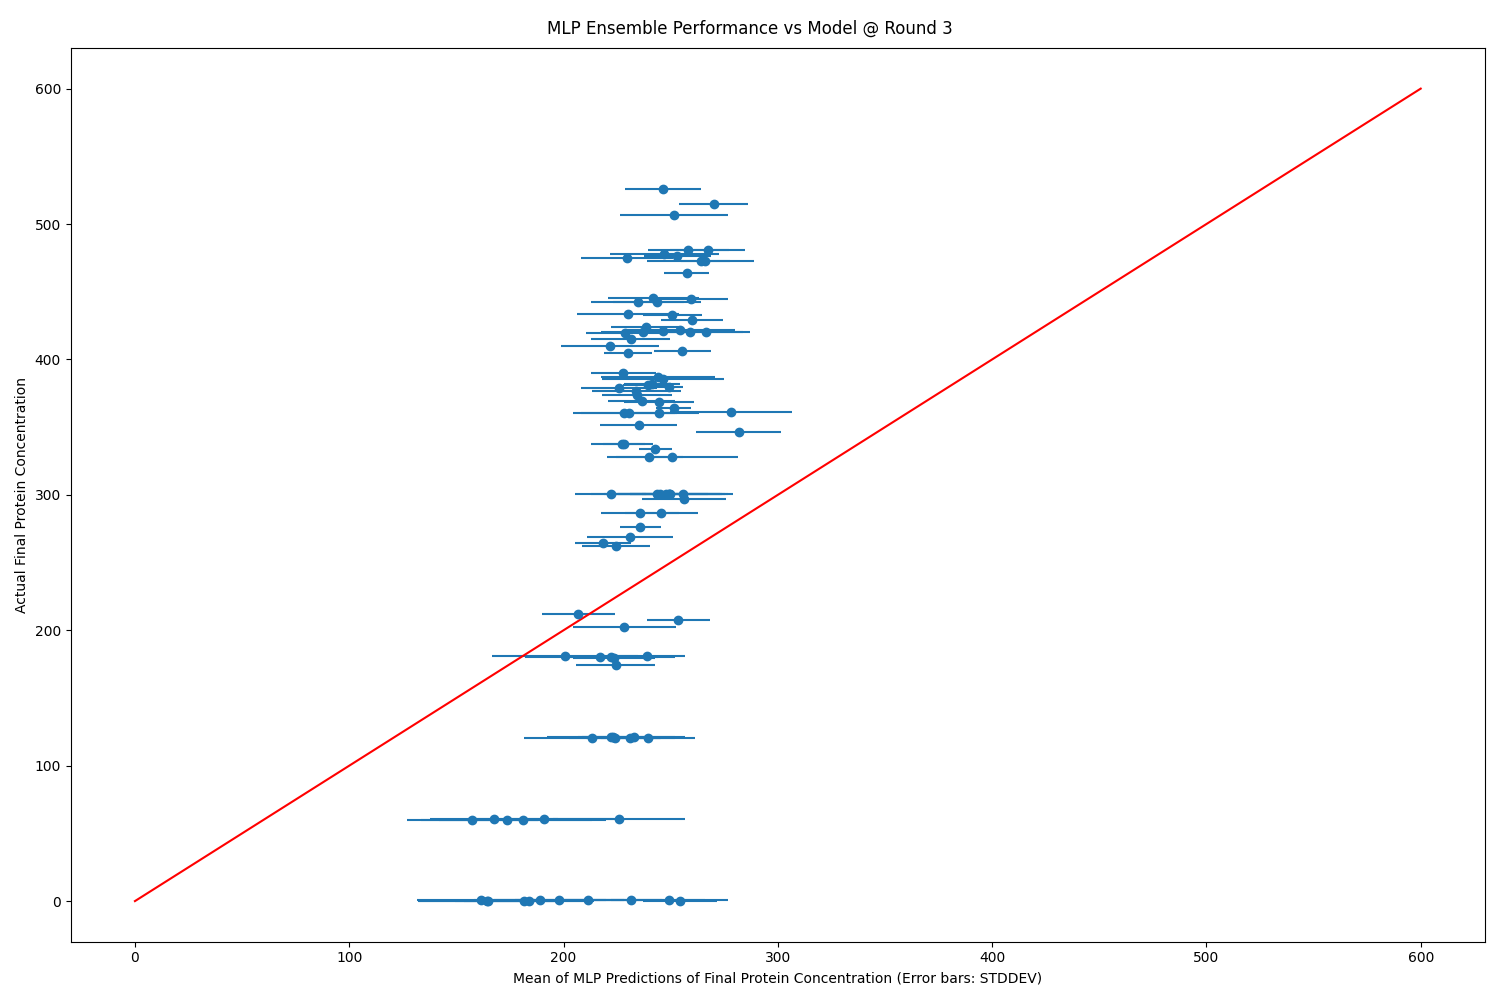 MLP Ensemble Performance vs Model @ Round 3
Actual Final Protein Concentration
600
500
400
300
200
100
0
0 100 200 300 400 500 600
Mean of MLP Predictions of Final Protein Concentration (Error bars: STDDEV)